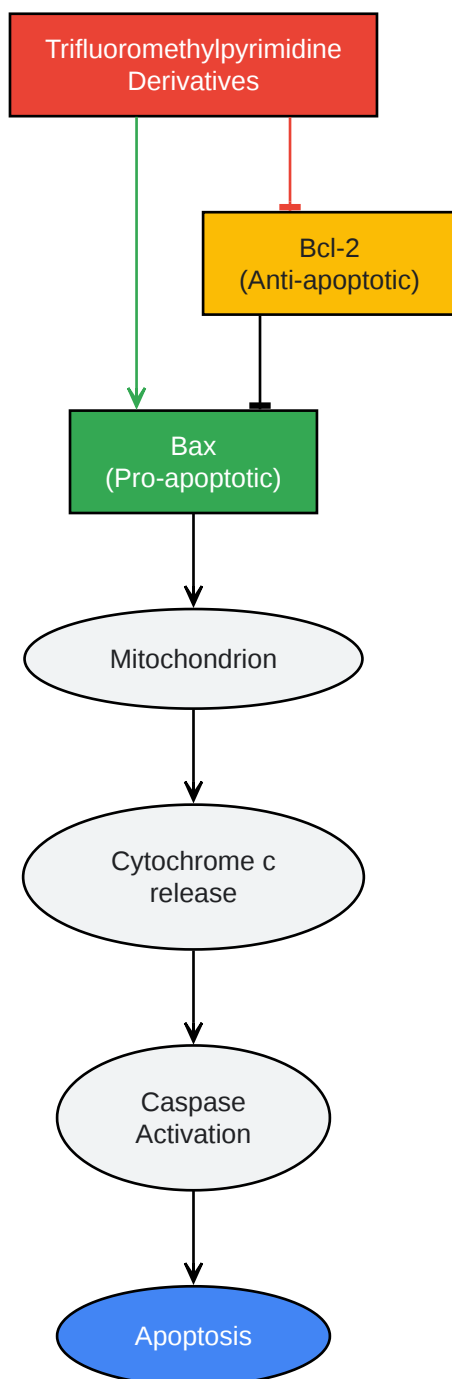 Trifluoromethylpyrimidine
Derivatives
Bcl-2
(Anti-apoptotic)
Bax
(Pro-apoptotic)
Mitochondrion
Cytochrome c
release
Caspase
Activation
Apoptosis